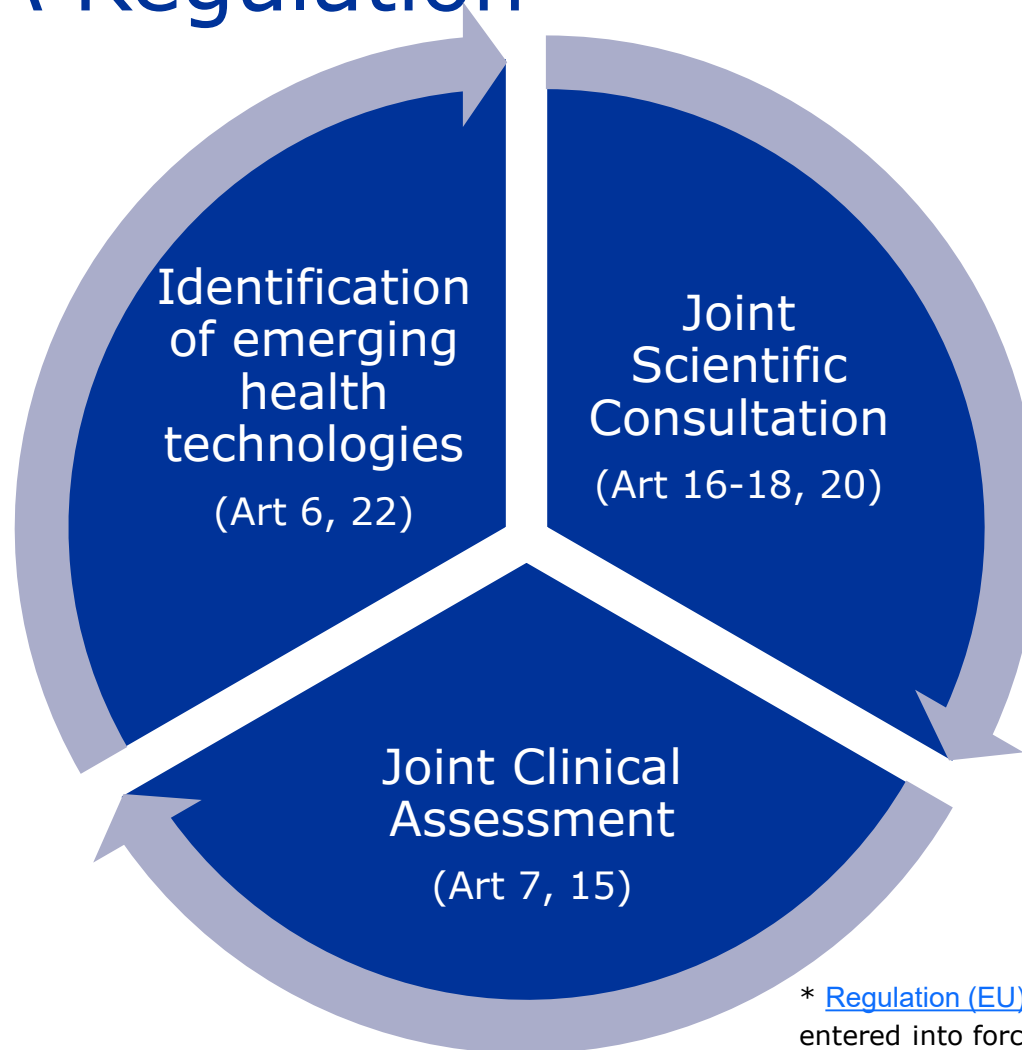 Regulation
Identification
of emerging
health
technologies
(Art 6, 22)
Joint
Scientific
Consultation
(Art 16-18, 20)
Joint Clinical
Assessment
(Art 7, 15)
* Regulation (EU)
entered into forc